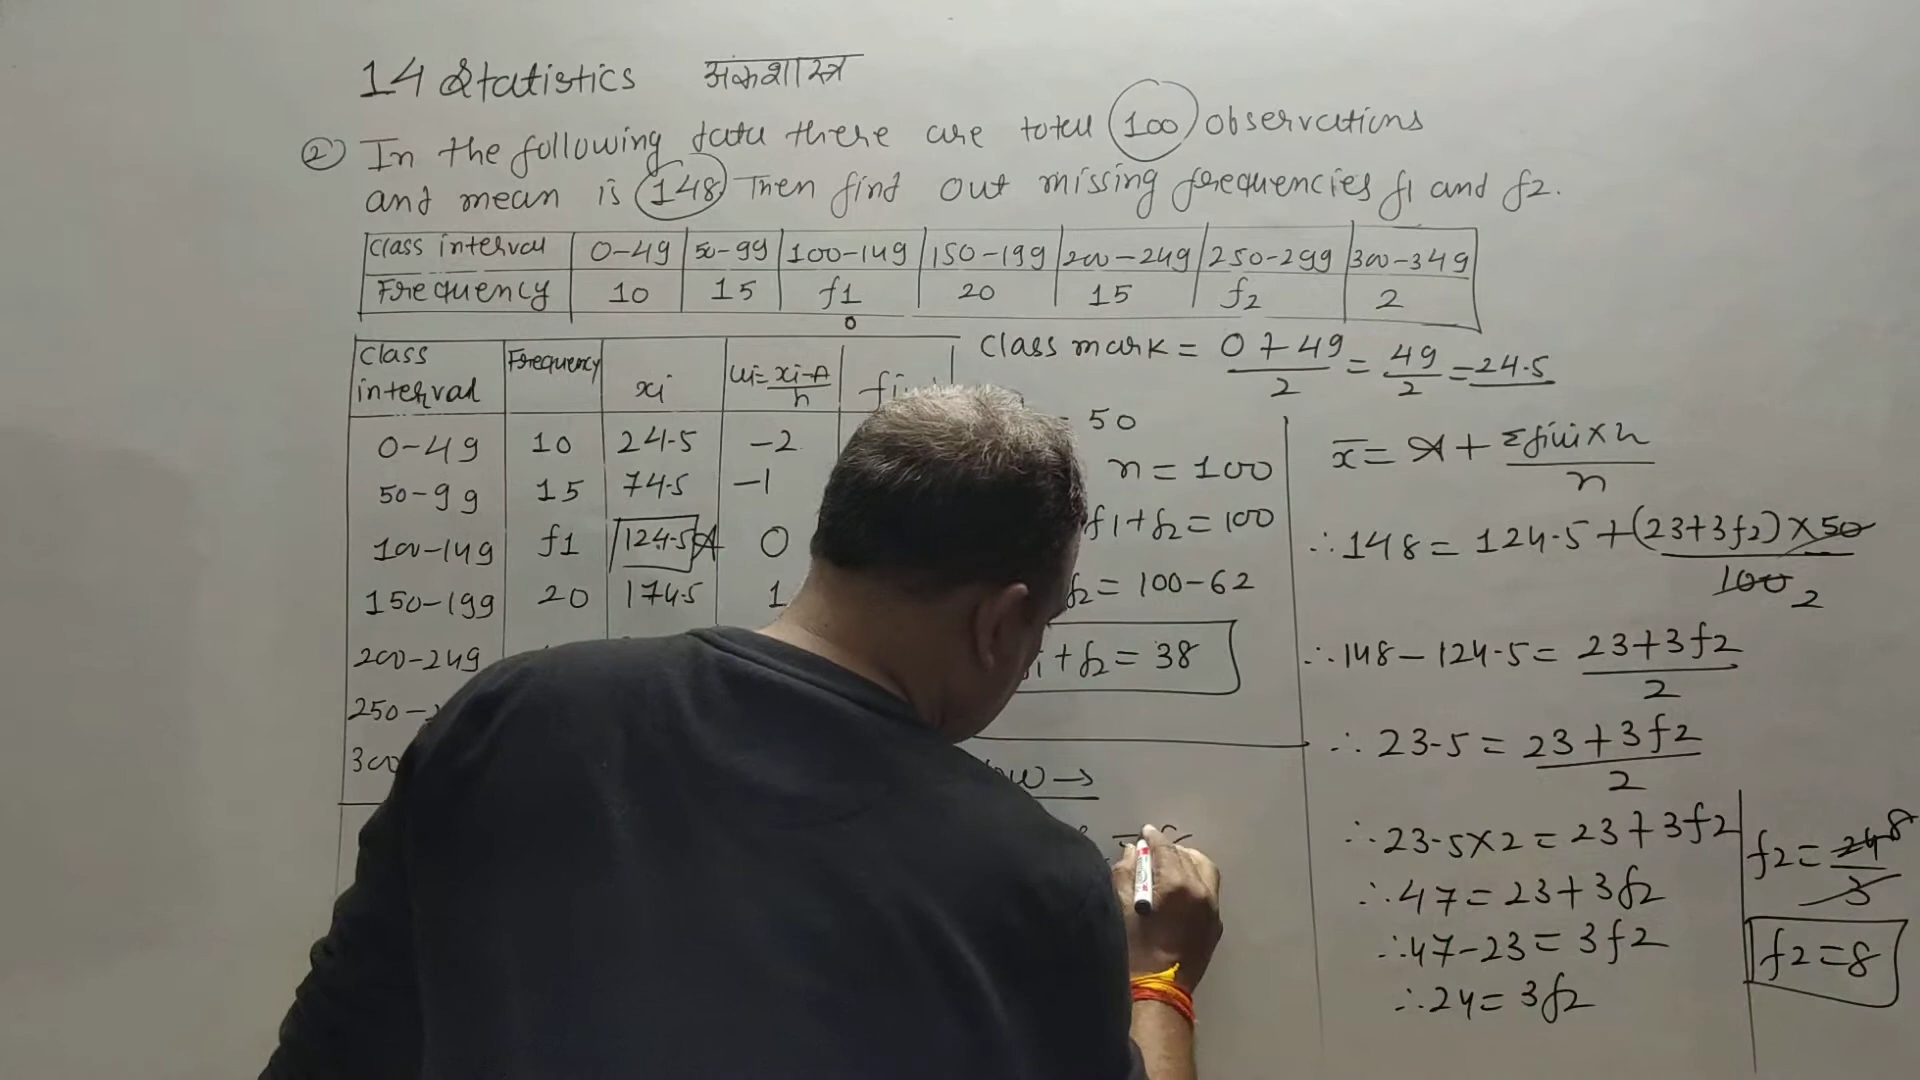 14 Statistics अंकशास्त्र
② In the following data there are total 100 observations
and mean is 148 Then find out missing frequencies f1 and f2.
Class interval 0-49 50-99 100-149 150-199 200-249 250-299 300-349
Frequency 10 15 f1 20 15 f2 2
0
Class interval Frequency xi ui=xi-A/h
0-49 10 24.5 -2
50-99 15 74.5 -1
100-149 f1 124.5 A 0
150-199 20 174.5 1
200-249
250-
300
Class mark = 0+49/2 = 49/2 = 24.5
50
n = 100
f1+f2 = 100
f2 = 100-62
+f2 = 38
x̄ = A + Σfiui×h/n
∴148 = 124.5+(23+3f2)×50/100 2
∴148-124.5 = 23+3f2/2
∴23.5 = 23+3f2/2
∴23.5×2 = 23+3f2
∴47 = 23+3f2
∴47-23 = 3f2
∴24 = 3f2
f2 = 24/3 8
f2=8